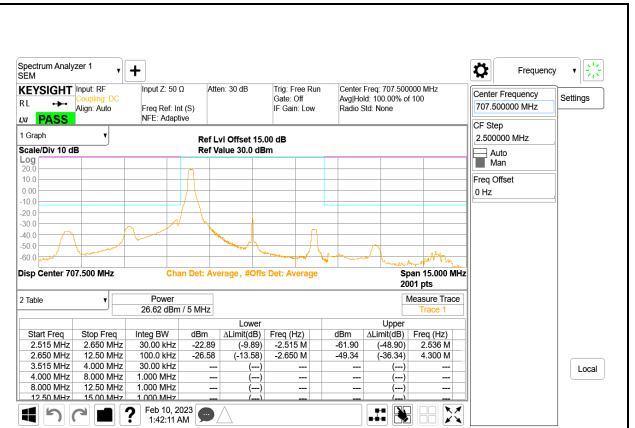 Spectrum Analyzer 1
SEM
Frequency
KEYSIGHT
Input: RF
Input Z: 50 Ω
Atten: 30 dB
Trig: Free Run
Center Freq: 707.500000 MHz
RL
Coupling: DC
Gate: Off
Avg|Hold: 100.00% of 100
Align: Auto
Freq Ref: Int (S)
IF Gain: Low
Radio Std: None
NFE: Adaptive
LNI PASS
Center Frequency
707.500000 MHz
Settings
CF Step
2.500000 MHz
Auto
Man
Freq Offset
0 Hz
1 Graph
Ref Lvl Offset 15.00 dB
Scale/Div 10 dB
Ref Value 30.0 dBm
Log
20.0
10.0
0.00
-10.0
-20.0
-30.0
-40.0
-50.0
-60.0
Disp Center 707.500 MHz
Chan Det: Average, #Offs Det: Average
Span 15.000 MHz
2001 pts
2 Table
Power
26.62 dBm / 5 MHz
Measure Trace
Trace 1
Lower Upper
Start Freq Stop Freq Integ BW dBm ΔLimit(dB) Freq (Hz) dBm ΔLimit(dB) Freq (Hz)
2.515 MHz 2.650 MHz 30.00 kHz -22.89 (-9.89) -2.515 M -61.90 (-48.90) 2.536 M
2.650 MHz 12.50 MHz 100.0 kHz -26.58 (-13.58) -2.650 M -49.34 (-36.34) 4.300 M
3.515 MHz 4.000 MHz 30.00 kHz --- (---) --- --- (---) ---
4.000 MHz 8.000 MHz 1.000 MHz --- (---) --- --- (---) ---
8.000 MHz 12.50 MHz 1.000 MHz --- (---) --- --- (---) ---
12.50 MHz 15.00 MHz 1.000 MHz --- (---) --- --- (---) ---
Local
Feb 10, 2023
1:42:11 AM